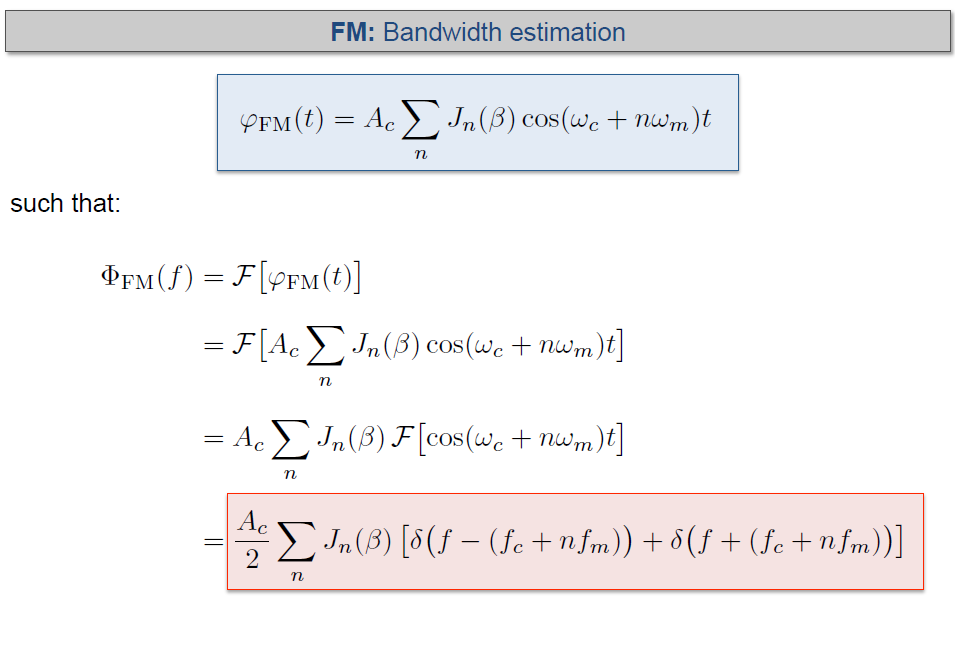 FM: Bandwidth estimation
φ_FM(t) = A_c ∑_n J_n(β) cos(ω_c + nω_m)t
such that:
Φ_FM(f) = ℱ[φ_FM(t)]
= ℱ[A_c ∑_n J_n(β) cos(ω_c + nω_m)t]
= A_c ∑_n J_n(β) ℱ[cos(ω_c + nω_m)t]
= A_c/2 ∑_n J_n(β) [δ(f − (f_c + nf_m)) + δ(f + (f_c + nf_m))]